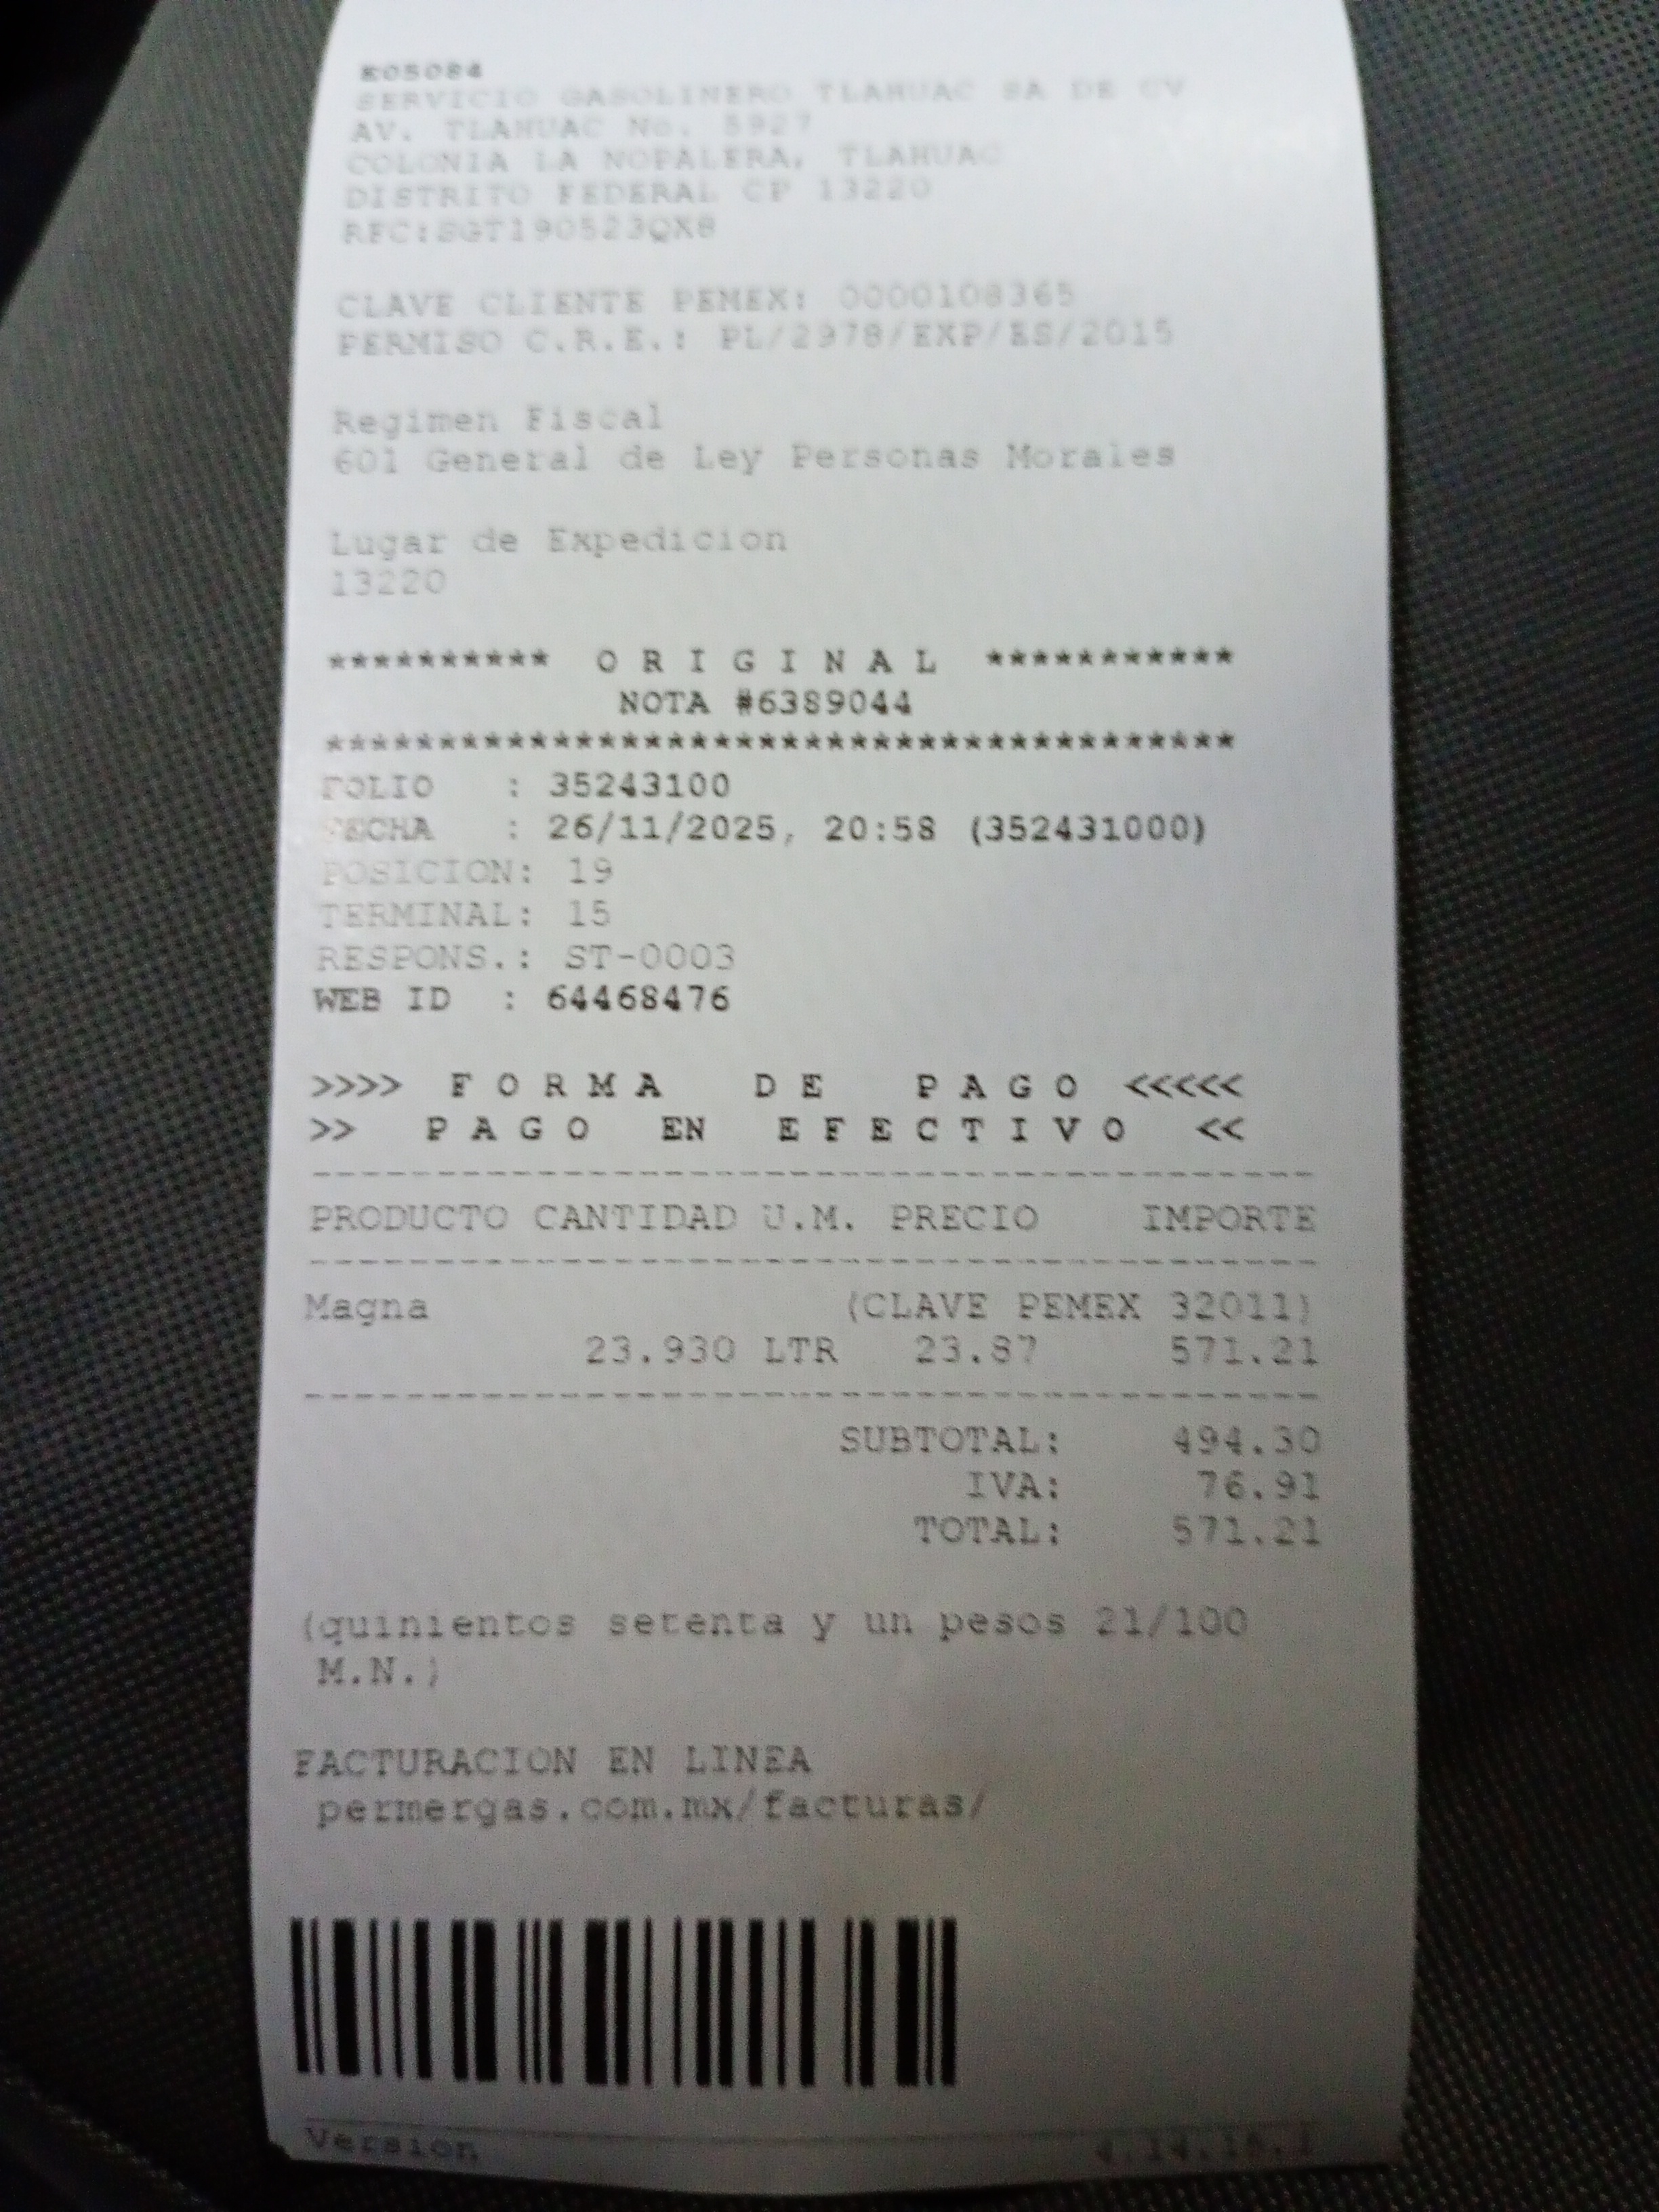 E05084
SERVICIO GASOLINERO TLAHUAC SA DE CV
AV. TLAHUAC No. 5927
COLONIA LA NOPALERA, TLAHUAC
DISTRITO FEDERAL CP 13220
RFC:SGT190523QX8
CLAVE CLIENTE PEMEX: 0000108365
PERMISO C.R.E.: PL/2978/EXP/ES/2015
Regimen Fiscal
601 General de Ley Personas Morales
Lugar de Expedicion
13220
********** O R I G I N A L ***********
NOTA #6389044
***************************************
FOLIO : 35243100
FECHA : 26/11/2025, 20:58 (352431000)
POSICION: 19
TERMINAL: 15
RESPONS.: ST-0003
WEB ID : 64468476
>>>> F O R M A D E P A G O <<<<<
>> P A G O EN E F E C T I V O <<
PRODUCTO CANTIDAD U.M. PRECIO IMPORTE
Magna (CLAVE PEMEX 32011)
23.930 LTR 23.87 571.21
SUBTOTAL: 494.30
IVA: 76.91
TOTAL: 571.21
(quinientos setenta y un pesos 21/100
M.N.)
FACTURACION EN LINEA
permergas.com.mx/facturas/
Version